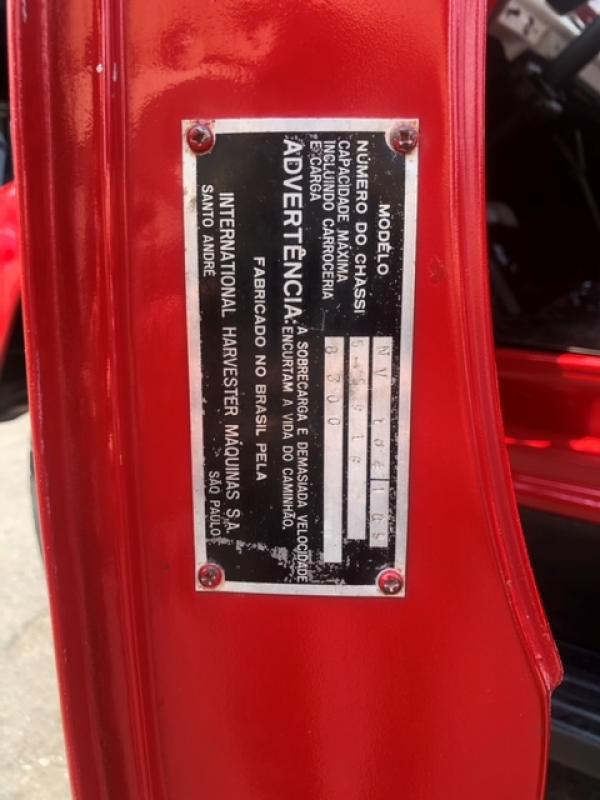 MODÊLO
NÚMERO DO CHASSI
CAPACIDADE MÁXIMA
INCLUINDO CARROCERIA 8300
E CARGA
ADVERTÊNCIA: A SOBRECARGA E DEMASIADA VELOCIDADE
ENCURTAM A VIDA DO CAMINHÃO.
FABRICADO NO BRASIL PELA
INTERNATIONAL HARVESTER MÁQUINAS S.A.
SANTO ANDRÉ SÃO PAULO